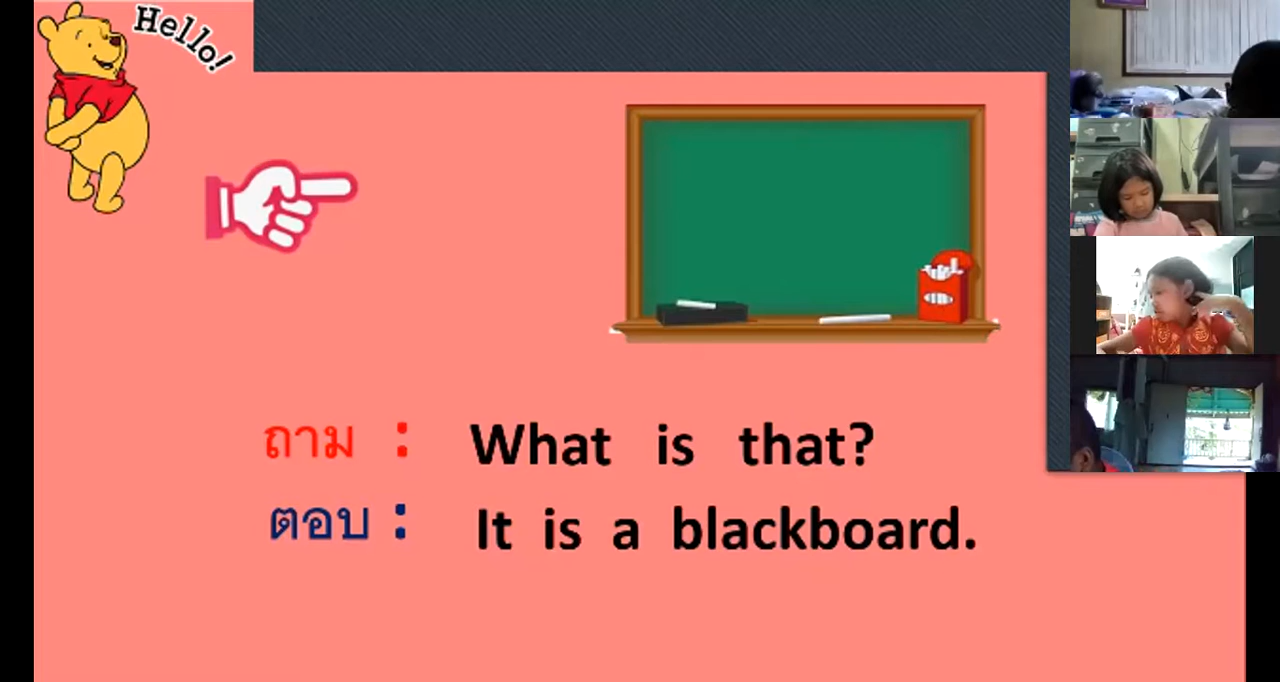 Hello!
ถาม : What is that?
ตอบ : It is a blackboard.